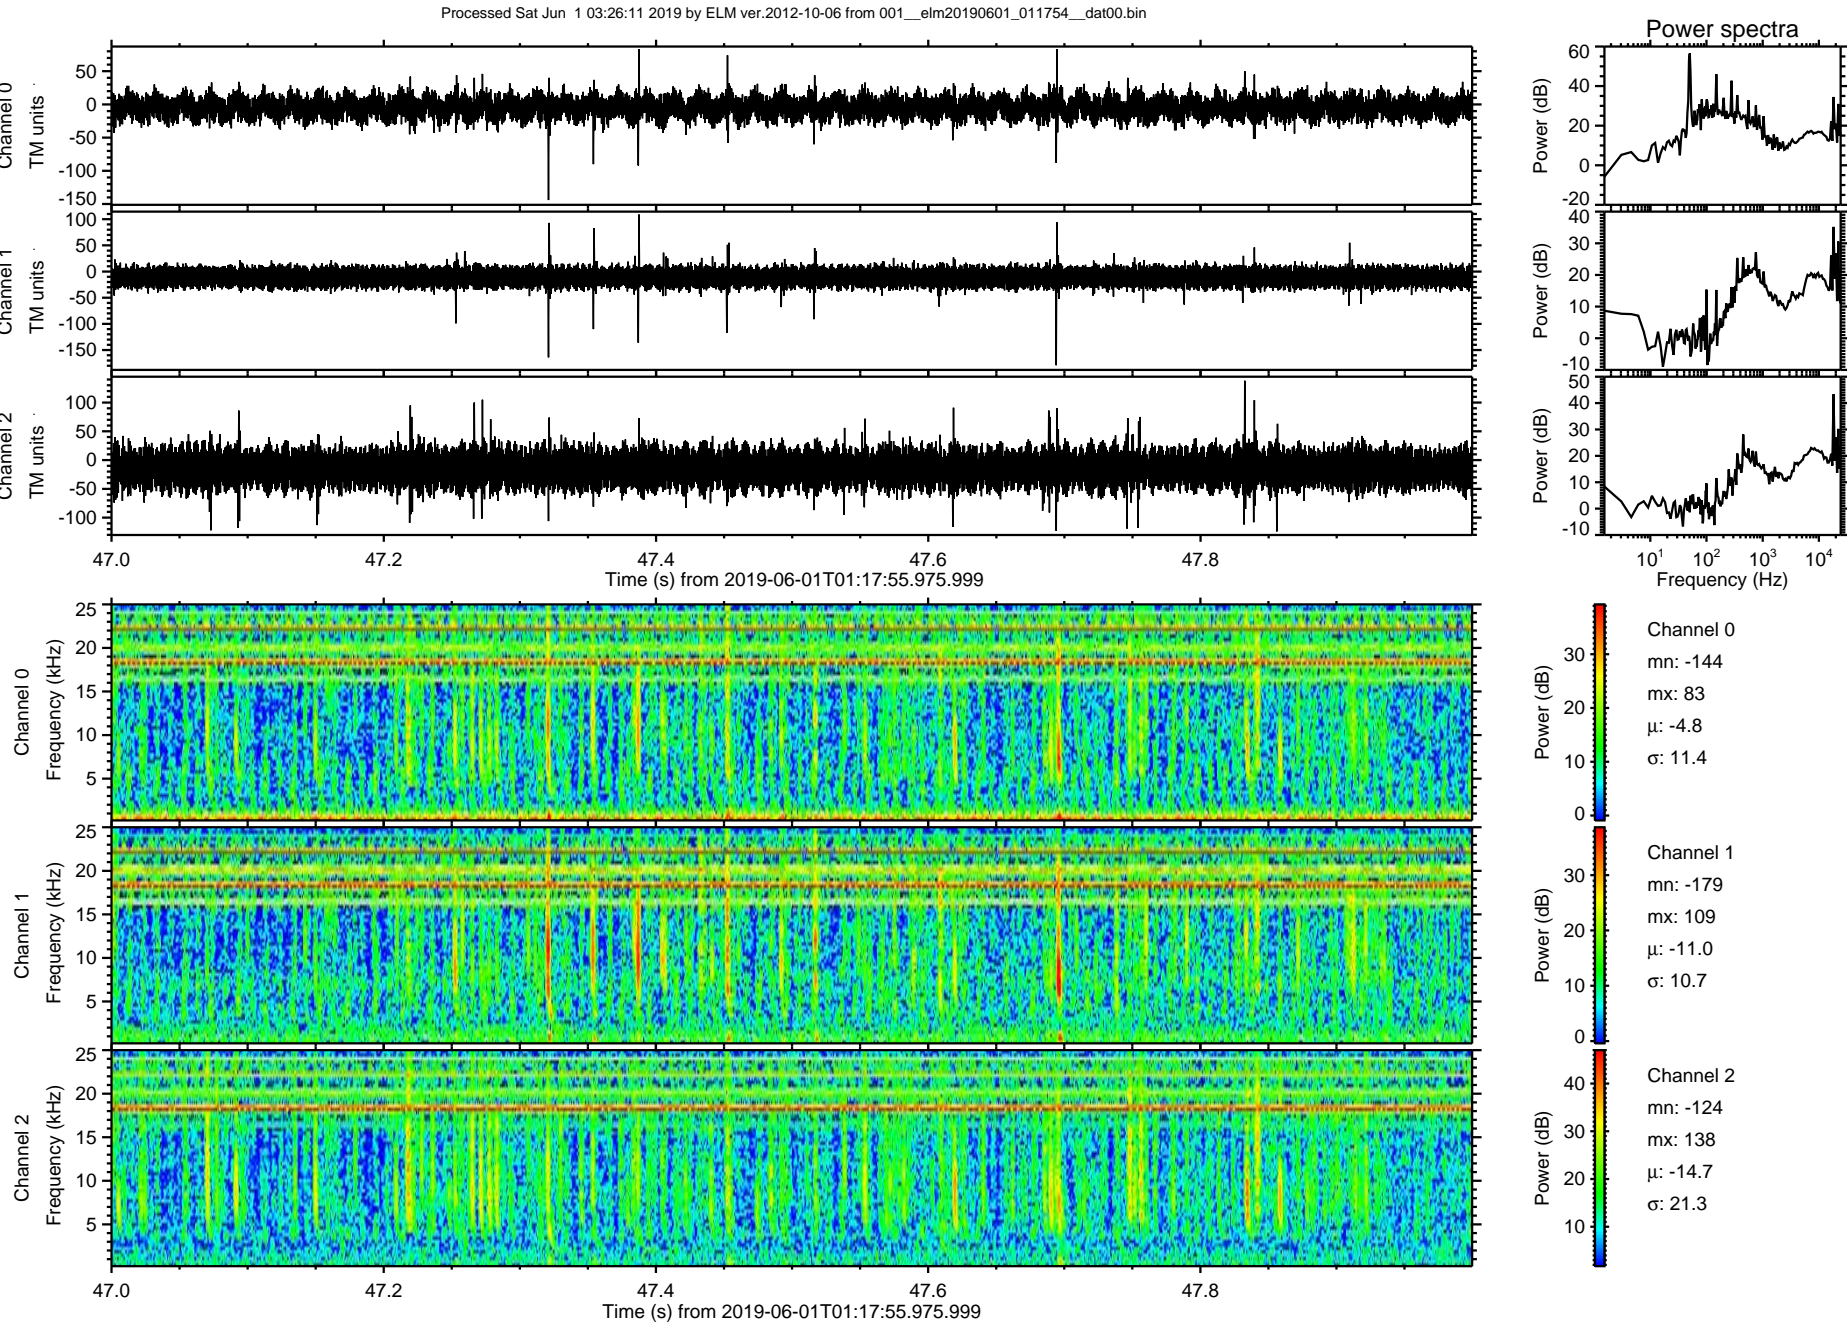 Processed Sat Jun 1 03:26:11 2019 by ELM ver.2012-10-06 from 001__elm20190601_011754__dat00.bin
Power spectra
Channel 0
TM units
50
0
-50
-100
-150
Power (dB)
60
40
20
0
-20
Channel 1
TM units
100
50
0
-50
-100
-150
Power (dB)
40
30
20
10
0
-10
Channel 2
TM units
100
50
0
-50
-100
Power (dB)
50
40
30
20
10
0
-10
47.0 47.2 47.4 47.6 47.8
Time (s) from 2019-06-01T01:17:55.975.999
10¹ 10² 10³ 10⁴
Frequency (Hz)
Channel 0
Frequency (kHz)
25
20
15
10
5
Power (dB)
30
20
10
0
Channel 0
mn: -144
mx: 83
μ: -4.8
σ: 11.4
Channel 1
Frequency (kHz)
25
20
15
10
5
Power (dB)
30
20
10
0
Channel 1
mn: -179
mx: 109
μ: -11.0
σ: 10.7
Channel 2
Frequency (kHz)
25
20
15
10
5
Power (dB)
40
30
20
10
Channel 2
mn: -124
mx: 138
μ: -14.7
σ: 21.3
47.0 47.2 47.4 47.6 47.8
Time (s) from 2019-06-01T01:17:55.975.999